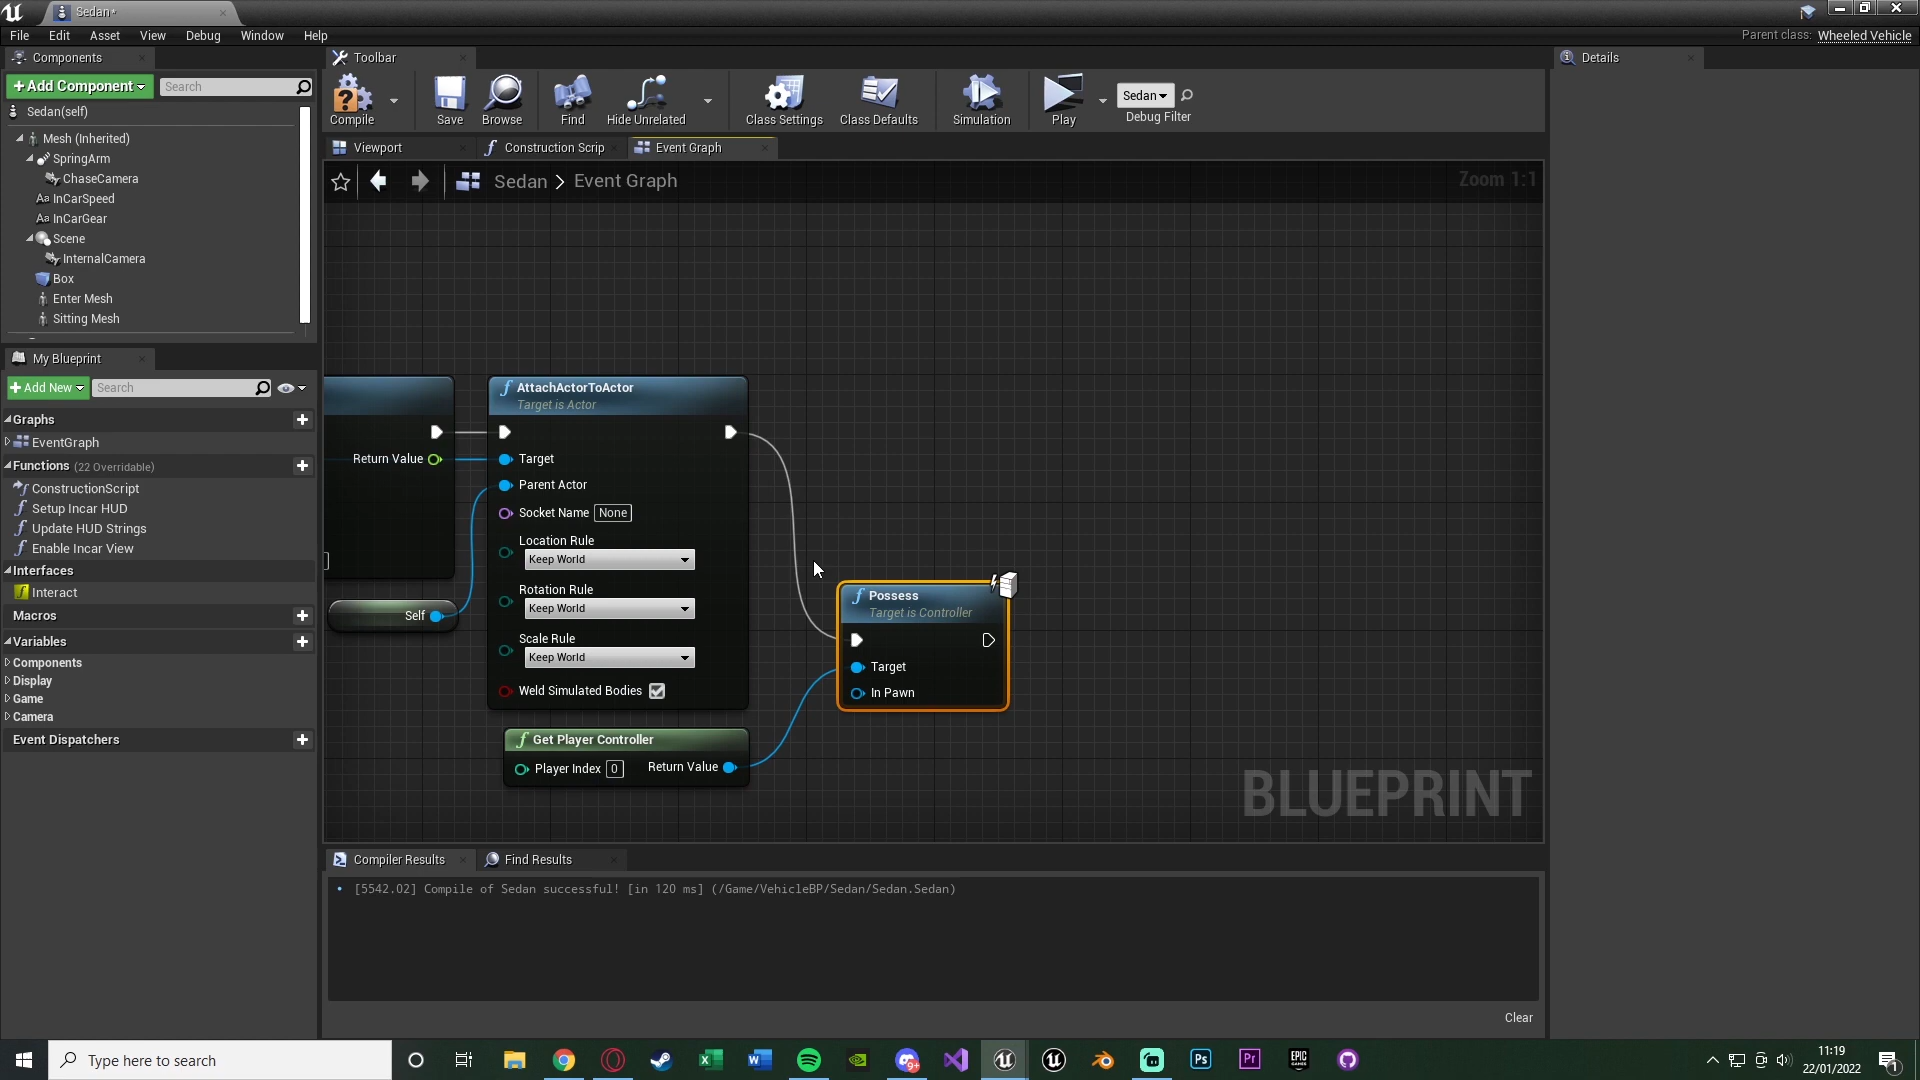 Sedan*
File Edit Asset View Debug Window Help
Parent class: Wheeled Vehicle
Components
+Add Component
Search
Sedan(self)
Mesh (Inherited)
SpringArm
ChaseCamera
InCarSpeed
InCarGear
Scene
InternalCamera
Box
Enter Mesh
Sitting Mesh
My Blueprint
+Add New
Search
Graphs
EventGraph
Functions (22 Overridable)
ConstructionScript
Setup Incar HUD
Update HUD Strings
Enable Incar View
Interfaces
Interact
Macros
Variables
Components
Display
Game
Camera
Event Dispatchers
Toolbar
Compile
Save
Browse
Find
Hide Unrelated
Class Settings
Class Defaults
Simulation
Play
Sedan
Debug Filter
Viewport
Construction Scrip
Event Graph
Sedan > Event Graph
Zoom 1:1
Return Value
Self
AttachActorToActor
Target is Actor
Target
Parent Actor
Socket Name None
Location Rule
Keep World
Rotation Rule
Keep World
Scale Rule
Keep World
Weld Simulated Bodies
Get Player Controller
Player Index 0 Return Value
Possess
Target is Controller
Target
In Pawn
BLUEPRINT
Compiler Results
Find Results
[5542.02] Compile of Sedan successful! [in 120 ms] (/Game/VehicleBP/Sedan/Sedan.Sedan)
Clear
Details
Type here to search
9+
Ps
Pr
EPIC GAMES
11:19
22/01/2022
1